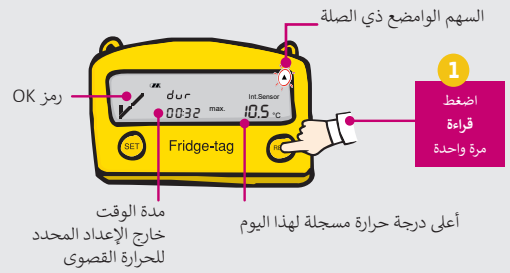 السهم الوامضع ذي الصلة
1
اضغط
قراءة
مرة واحدة
رمز OK
dur
Int.Sensor
00:32 max. 10.5 °C
SET
Fridge-tag
أعلى درجة حرارة مسجلة لهذا اليوم
مدة الوقت
خارج الإعداد المحدد
للحرارة القصوى